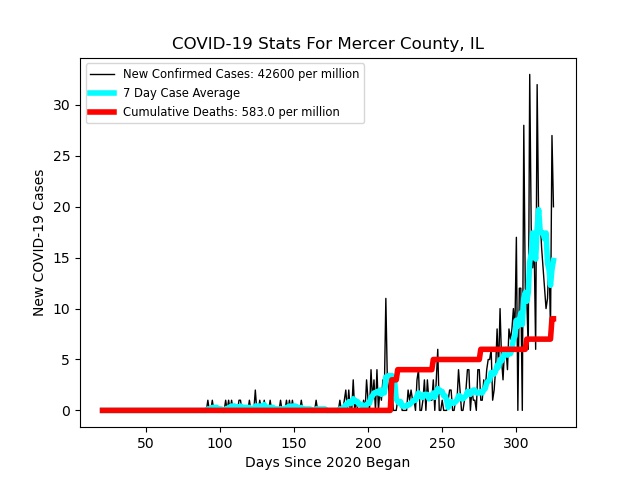 COVID-19 Stats For Mercer County, IL
New Confirmed Cases: 42600 per million
7 Day Case Average
Cumulative Deaths: 583.0 per million
New COVID-19 Cases
30
25
20
15
10
5
0
50 100 150 200 250 300
Days Since 2020 Began